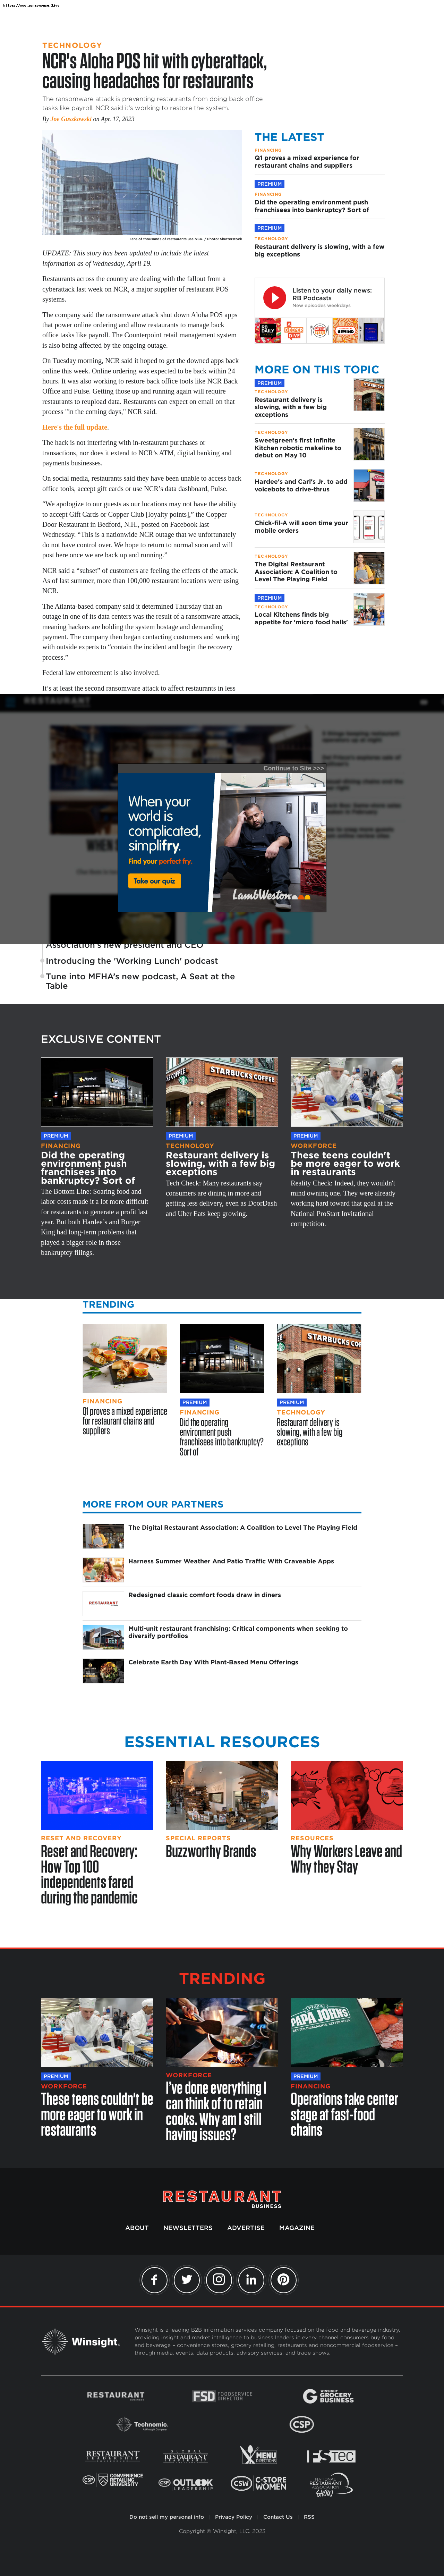 https://www.ransomware.live
TECHNOLOGY
NCR's Aloha POS hit with cyberattack,
causing headaches for restaurants
The ransomware attack is preventing restaurants from doing back office
tasks like payroll. NCR said it's working to restore the system.
By Joe Guszkowski on Apr. 17, 2023
NCR
Tens of thousands of restaurants use NCR. / Photo: Shutterstock
UPDATE: This story has been updated to include the latest
information as of Wednesday, April 19.
Restaurants across the country are dealing with the fallout from a
cyberattack last week on NCR, a major supplier of restaurant POS
systems.
The company said the ransomware attack shut down its Aloha POS apps
that power online ordering and allow restaurants to manage back
office tasks like payroll. The Counterpoint retail management system
is also being affected by the ongoing outage.
On Tuesday morning, NCR said it hoped to get the downed back apps back
online this week. Online ordering was expected to be back within 24
hours. It was also working to restore back office tools like NCR Back
Office and Pulse. Getting those up and running again will require
restaurants to reupload data. Restaurants can expect an email on that
process "in the coming days," NCR said.
Here's the full update.
The hack is not interfering with in-restaurant purchases or
transactions, nor does it extend to NCR's ATM, digital banking and
payments businesses.
On social media, restaurants said they have been unable to access back
office tools, accept gift cards or use NCR's data dashboard, Pulse.
"We apologize to our guests as our locations may not have the ability
to accept Gift Cards or Copper Club [loyalty points]," the Copper
Door Restaurant in Bedford, N.H., posted on Facebook last
Wednesday. "This is a nationwide NCR outage that we unfortunately
do not have control over. We hope to return to normal soon and will
post here once we are back up and running."
NCR said a "subset" of customers are feeling the effects of the attack.
As of last summer, more than 100,000 restaurant locations were using
NCR.
The Atlanta-based company said it determined Thursday that an
outage in one of its data centers was the result of a ransomware attack,
meaning hackers are holding the system hostage and demanding
payment. The company then began contacting customers and working
with outside experts to "contain the incident and begin the recovery
process."
Federal law enforcement is also involved.
It's at least the second ransomware attack to affect restaurants in less
THE LATEST
FINANCING
Q1 proves a mixed experience for
restaurant chains and suppliers
PREMIUM
FINANCING
Did the operating environment push
franchisees into bankruptcy? Sort of
PREMIUM
TECHNOLOGY
Restaurant delivery is slowing, with a few
big exceptions
Listen to your daily news:
RB Podcasts
New episodes weekdays
MORE ON THIS TOPIC
PREMIUM
TECHNOLOGY
Restaurant delivery is
slowing, with a few big
exceptions
TECHNOLOGY
Sweetgreen's first Infinite
Kitchen robotic makeline to
debut on May 10
TECHNOLOGY
Hardee's and Carl's Jr. to add
voicebots to drive-thrus
TECHNOLOGY
Chick-fil-A will soon time your
mobile orders
TECHNOLOGY
The Digital Restaurant
Association: A Coalition to
Level The Playing Field
PREMIUM
TECHNOLOGY
Local Kitchens finds big
appetite for 'micro food halls'
RESTAURANT
Continue to Site >>>
When your
world is
complicated,
simplifry.
Find your perfect fry.
Take our quiz
LambWeston
Association's new president and CEO
Introducing the 'Working Lunch' podcast
Tune into MFHA's new podcast, A Seat at the
Table
EXCLUSIVE CONTENT
STARBUCKS COFFEE
PREMIUM
FINANCING
Did the operating
environment push
franchisees into
bankruptcy? Sort of
The Bottom Line: Soaring food and
labor costs made it a lot more difficult
for restaurants to generate a profit last
year. But both Hardee's and Burger
King had long-term problems that
played a bigger role in those
bankruptcy filings.
PREMIUM
TECHNOLOGY
Restaurant delivery is
slowing, with a few big
exceptions
Tech Check: Many restaurants say
consumers are dining in more and
getting less delivery, even as DoorDash
and Uber Eats keep growing.
PREMIUM
WORKFORCE
These teens couldn't
be more eager to work
in restaurants
Reality Check: Indeed, they wouldn't
mind owning one. They were already
working hard toward that goal at the
National ProStart Invitational
competition.
TRENDING
STARBUCKS CO
FINANCING
Q1 proves a mixed experience
for restaurant chains and
suppliers
PREMIUM
FINANCING
Did the operating
environment push
franchisees into bankruptcy?
Sort of
PREMIUM
TECHNOLOGY
Restaurant delivery is
slowing, with a few big
exceptions
MORE FROM OUR PARTNERS
The Digital Restaurant Association: A Coalition to Level The Playing Field
Harness Summer Weather And Patio Traffic With Craveable Apps
RESTAURANT
Redesigned classic comfort foods draw in diners
Multi-unit restaurant franchising: Critical components when seeking to
diversify portfolios
Celebrate Earth Day With Plant-Based Menu Offerings
ESSENTIAL RESOURCES
RESET AND RECOVERY
Reset and Recovery:
How Top 100
independents fared
during the pandemic
SPECIAL REPORTS
Buzzworthy Brands
RESOURCES
Why Workers Leave and
Why they Stay
TRENDING
PAPA JOHNS
PREMIUM
WORKFORCE
These teens couldn't be
more eager to work in
restaurants
WORKFORCE
I've done everything I
can think of to retain
cooks. Why am I still
having issues?
PREMIUM
FINANCING
Operations take center
stage at fast-food
chains
RESTAURANT
BUSINESS
ABOUT NEWSLETTERS ADVERTISE MAGAZINE
Winsight.
Winsight is a leading B2B information services company focused on the food and beverage industry,
providing insight and market intelligence to business leaders in every channel consumers buy food
and beverage – convenience stores, grocery retailing, restaurants and noncommercial foodservice –
through media, events, data products, advisory services, and trade shows.
RESTAURANT BUSINESS
FSD FOODSERVICE DIRECTOR
WINSIGHT GROCERY BUSINESS
Technomic.
CSP
RESTAURANT LEADERSHIP
GLOBAL RESTAURANT
MENU DIRECTIONS
FSTEC
CSP CONVENIENCE RETAILING UNIVERSITY
CSP OUTLOOK LEADERSHIP
CSW C-STORE WOMEN
NATIONAL RESTAURANT ASSOCIATION SHOW
Do not sell my personal info Privacy Policy Contact Us RSS
Copyright © Winsight, LLC. 2023